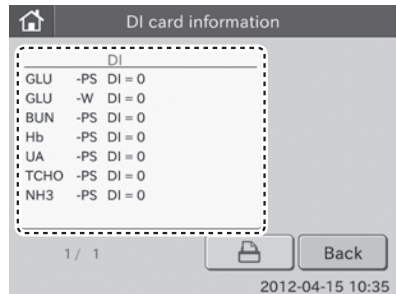 DI card information
DI
GLU -PS DI = 0
GLU -W DI = 0
BUN -PS DI = 0
Hb -PS DI = 0
UA -PS DI = 0
TCHO -PS DI = 0
NH3 -PS DI = 0
1 / 1
Back
2012-04-15 10:35